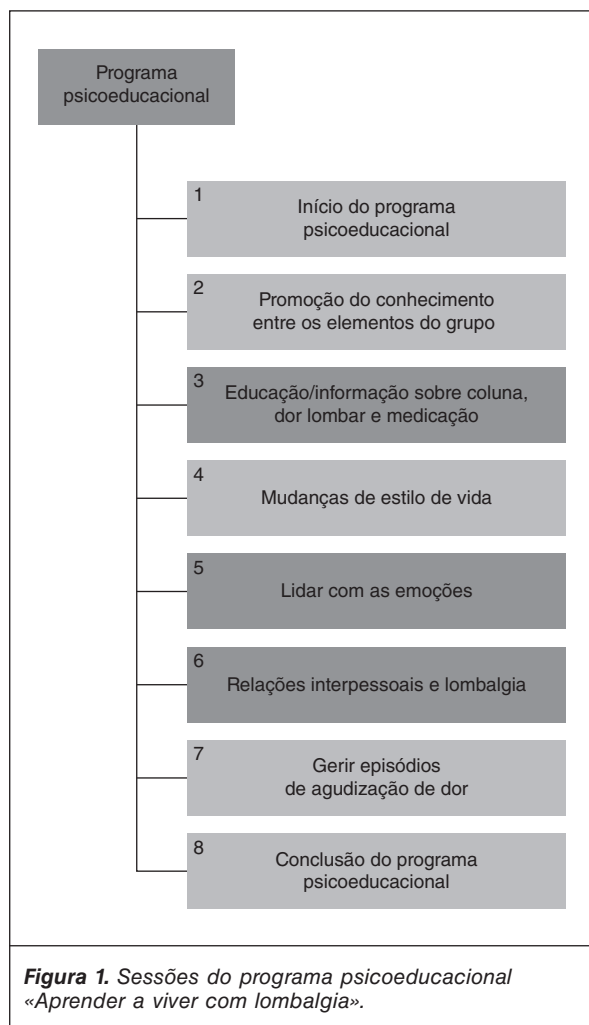 Programa
psicoeducacional
1
Início do programa
psicoeducacional
2
Promoção do conhecimento
entre os elementos do grupo
3
Educação/informação sobre coluna,
dor lombar e medicação
4
Mudanças de estilo de vida
5
Lidar com as emoções
6
Relações interpessoais e lombalgia
7
Gerir episódios
de agudização de dor
8
Conclusão do programa
psicoeducacional
Figura 1. Sessões do programa psicoeducacional
«Aprender a viver com lombalgia».